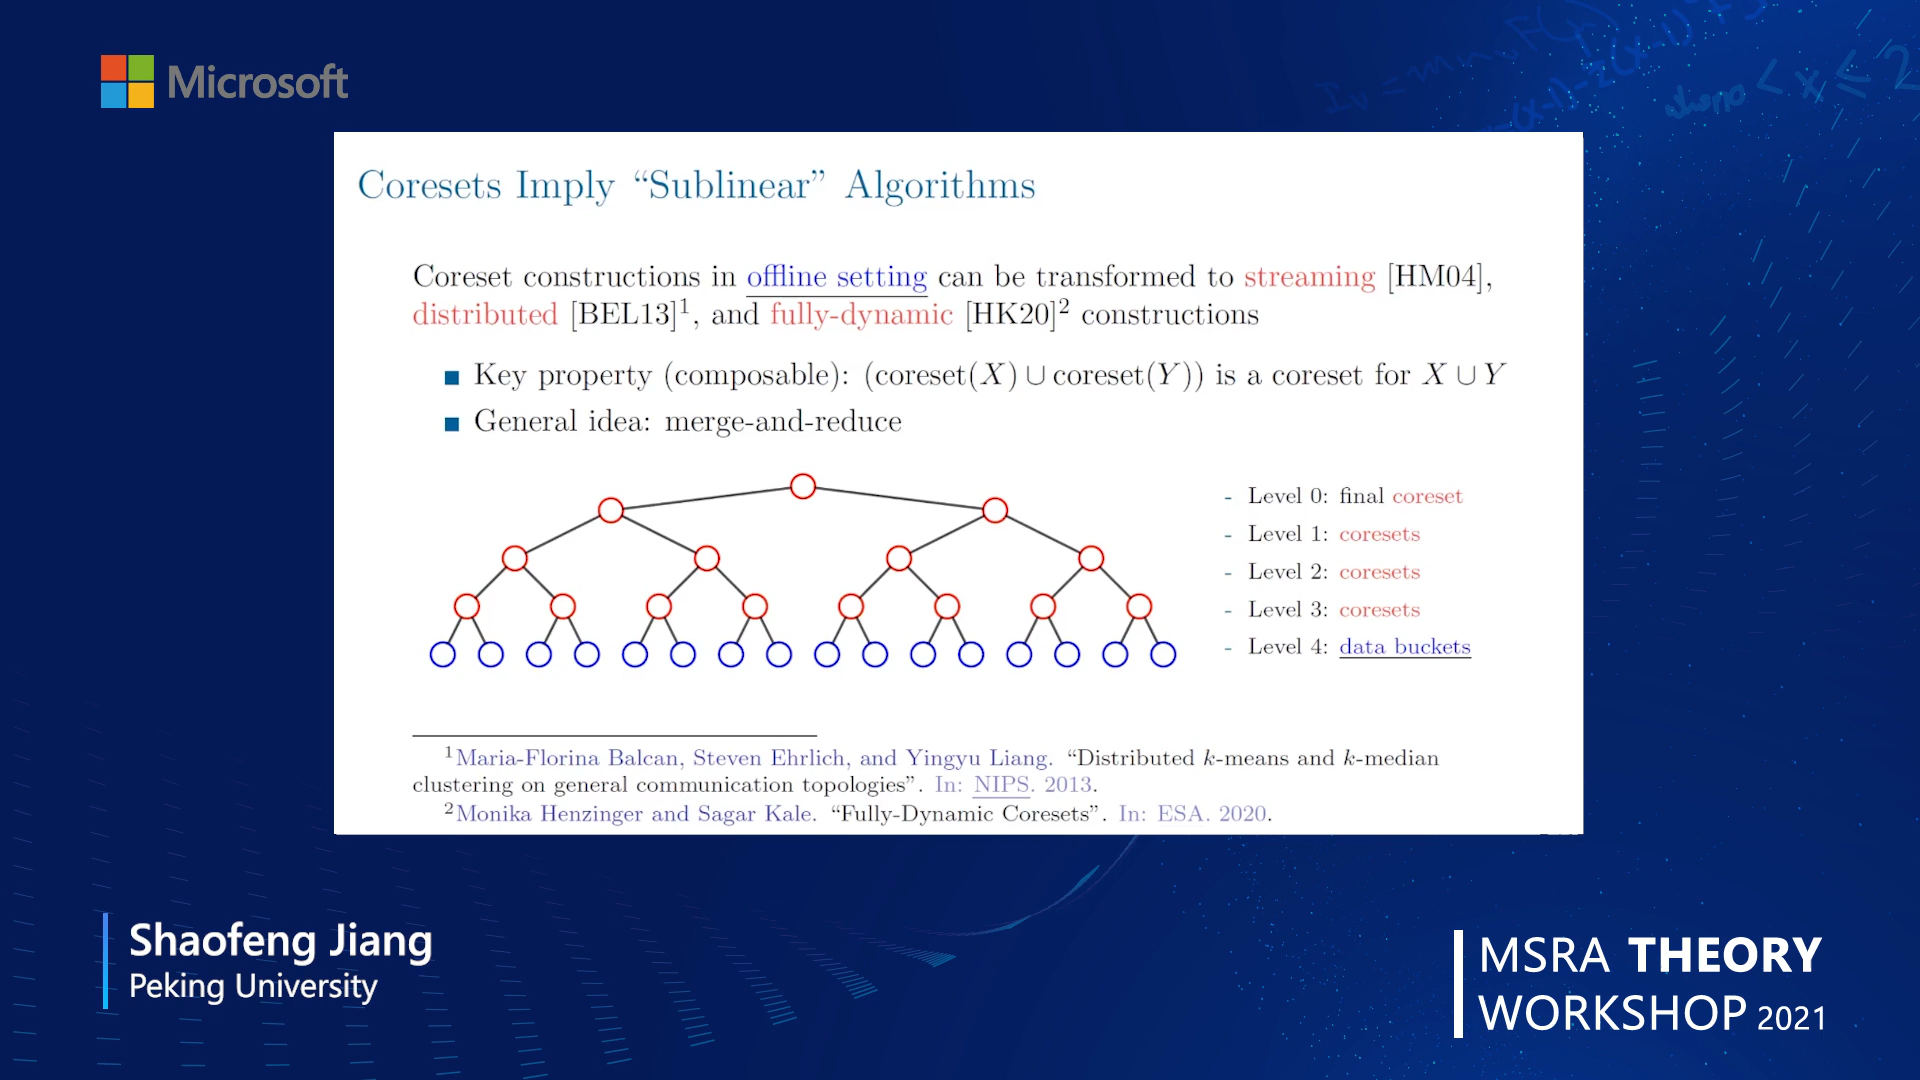 Microsoft
Coresets Imply “Sublinear” Algorithms
Coreset constructions in offline setting can be transformed to streaming [HM04],
distributed [BEL13]¹, and fully-dynamic [HK20]² constructions
Key property (composable): (coreset(X) ∪ coreset(Y)) is a coreset for X ∪ Y
General idea: merge-and-reduce
- Level 0: final coreset
- Level 1: coresets
- Level 2: coresets
- Level 3: coresets
- Level 4: data buckets
¹Maria-Florina Balcan, Steven Ehrlich, and Yingyu Liang. “Distributed k-means and k-median
clustering on general communication topologies”. In: NIPS. 2013.
²Monika Henzinger and Sagar Kale. “Fully-Dynamic Coresets”. In: ESA. 2020.
Shaofeng Jiang
Peking University
MSRA THEORY
WORKSHOP 2021